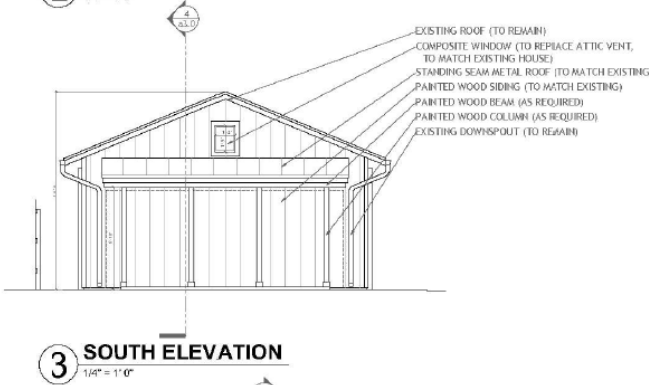 4
a3.0
EXISTING ROOF (TO REMAIN)
COMPOSITE WINDOW (TO REPLACE ATTIC VENT,
TO MATCH EXISTING HOUSE)
STANDING SEAM METAL ROOF (TO MATCH EXISTING
PAINTED WOOD SIDING (TO MATCH EXISTING)
PAINTED WOOD BEAM (AS REQUIRED)
PAINTED WOOD COLUMN (AS REQUIRED)
EXISTING DOWNSPOUT (TO REMAIN)
3 SOUTH ELEVATION
1/4" = 1'0"